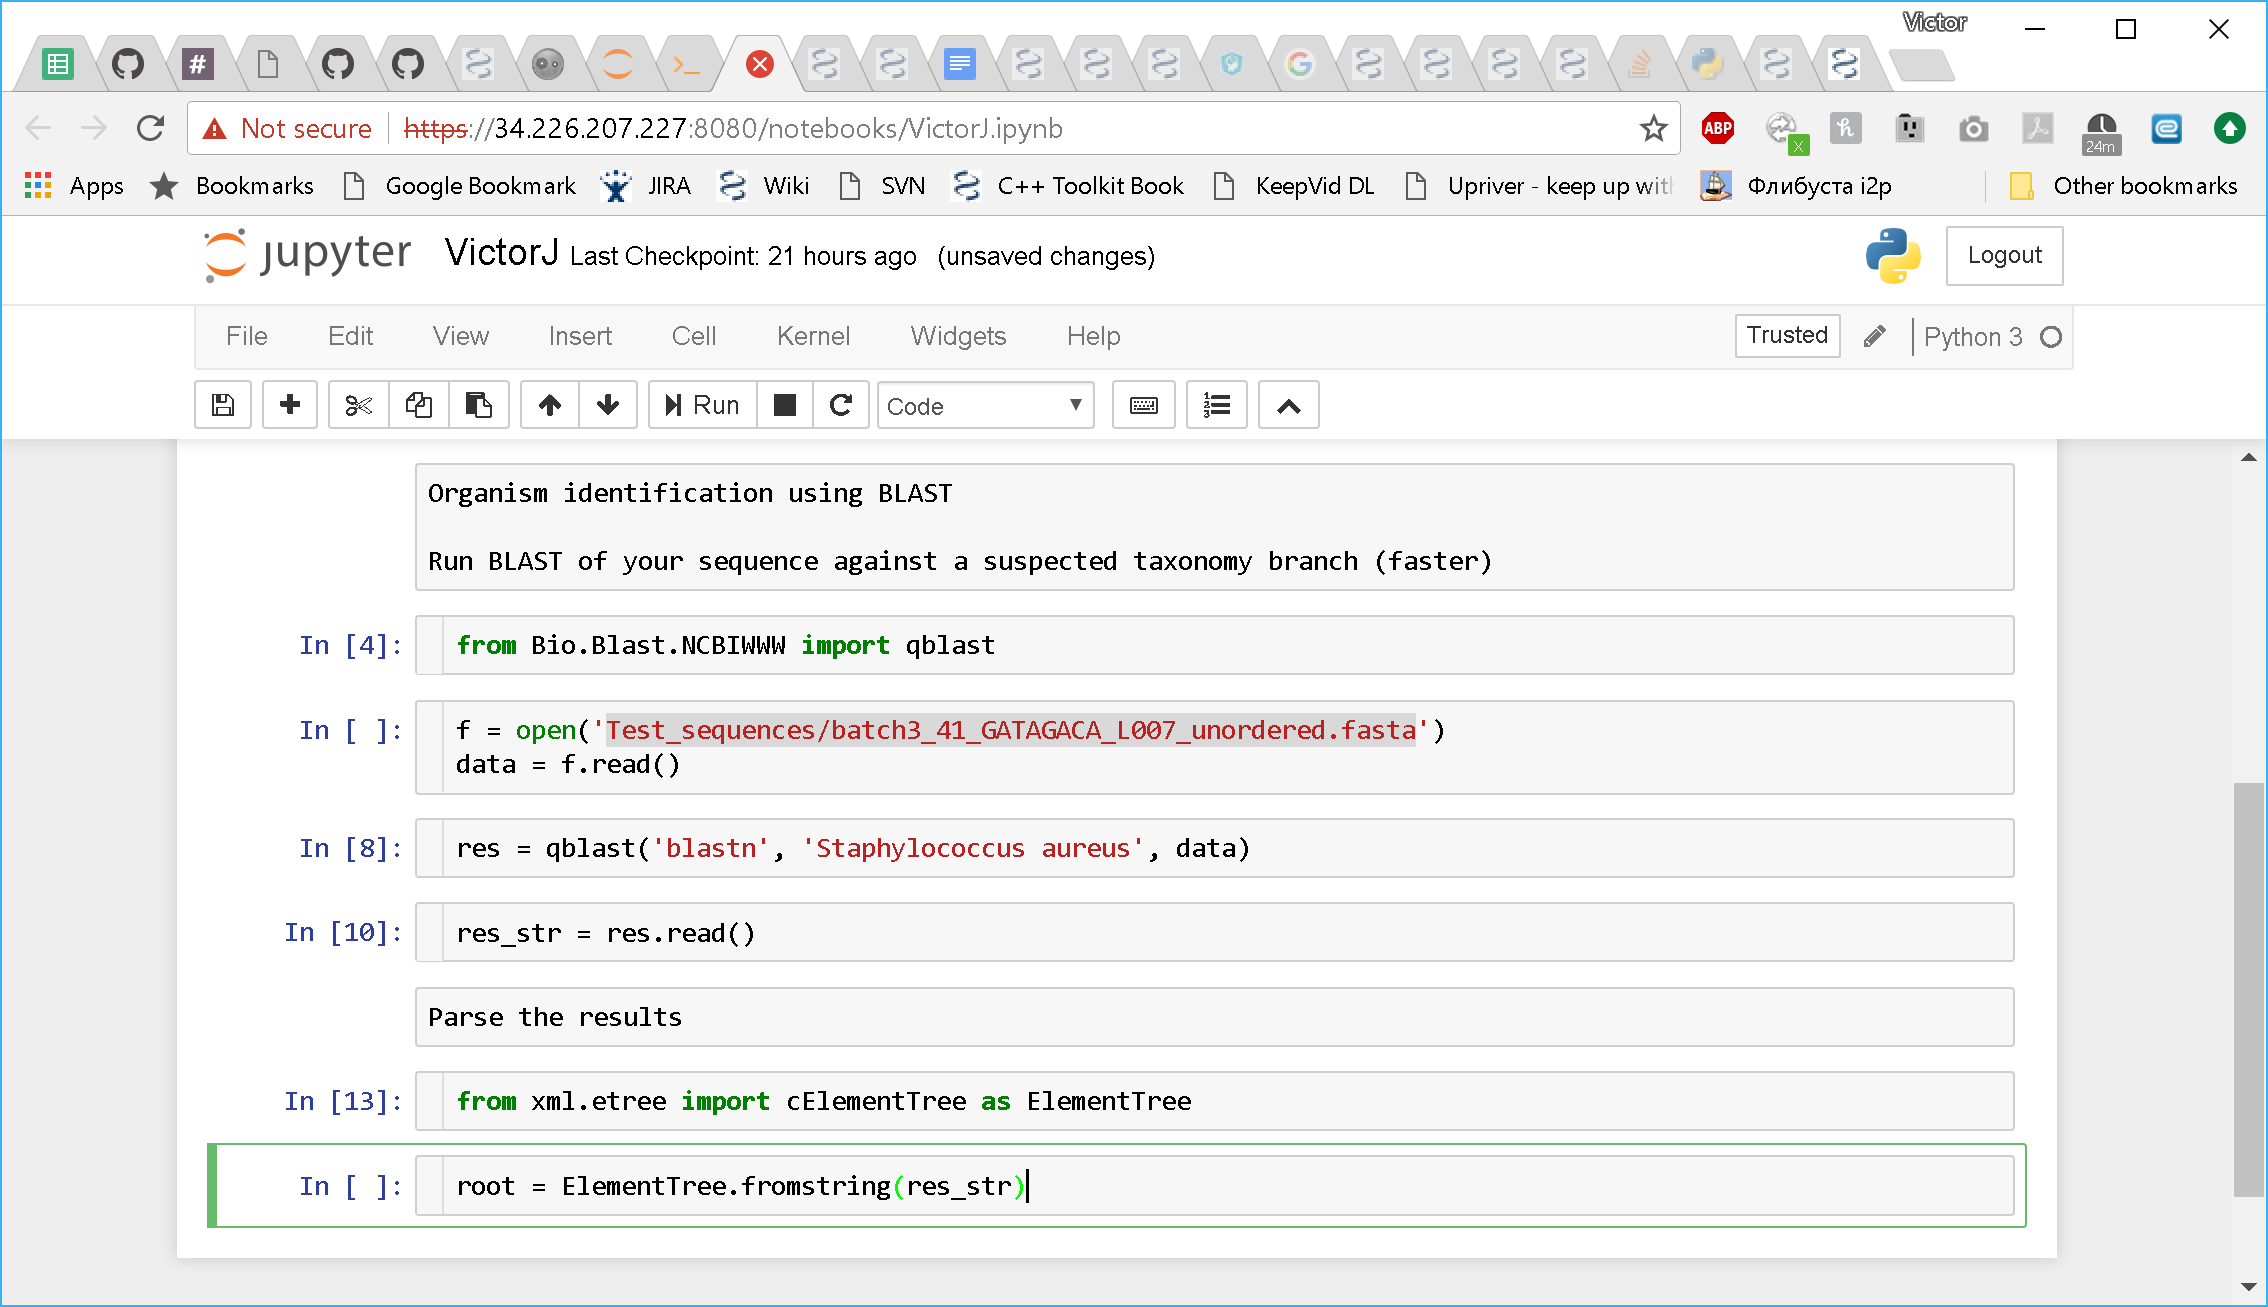 Victor
#
Not secure https://34.226.207.227:8080/notebooks/VictorJ.ipynb
ABP
X
h
24m
Apps Bookmarks Google Bookmark JIRA Wiki SVN C++ Toolkit Book KeepVid DL Upriver - keep up with Флибуста i2p Other bookmarks
jupyter VictorJ Last Checkpoint: 21 hours ago (unsaved changes) Logout
File Edit View Insert Cell Kernel Widgets Help Trusted Python 3
Run Code
Organism identification using BLAST
Run BLAST of your sequence against a suspected taxonomy branch (faster)
In [4]: from Bio.Blast.NCBIWWW import qblast
In [ ]: f = open('Test_sequences/batch3_41_GATAGACA_L007_unordered.fasta')
data = f.read()
In [8]: res = qblast('blastn', 'Staphylococcus aureus', data)
In [10]: res_str = res.read()
Parse the results
In [13]: from xml.etree import cElementTree as ElementTree
In [ ]: root = ElementTree.fromstring(res_str)